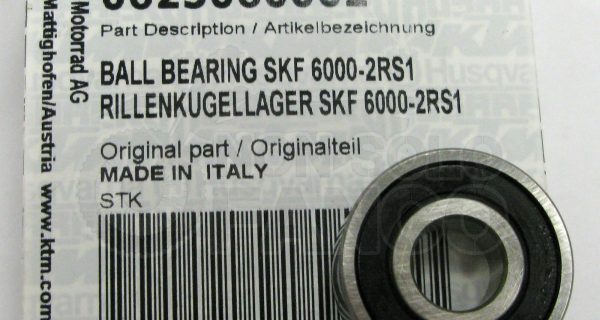 Part Description / Artikelbezeichnung
BALL BEARING SKF 6000-2RS1
RILLENKUGELLAGER SKF 6000-2RS1
Original part / Originalteil
MADE IN ITALY
STK
Motorrad AG
Mattighofen/Austria www.ktm.com